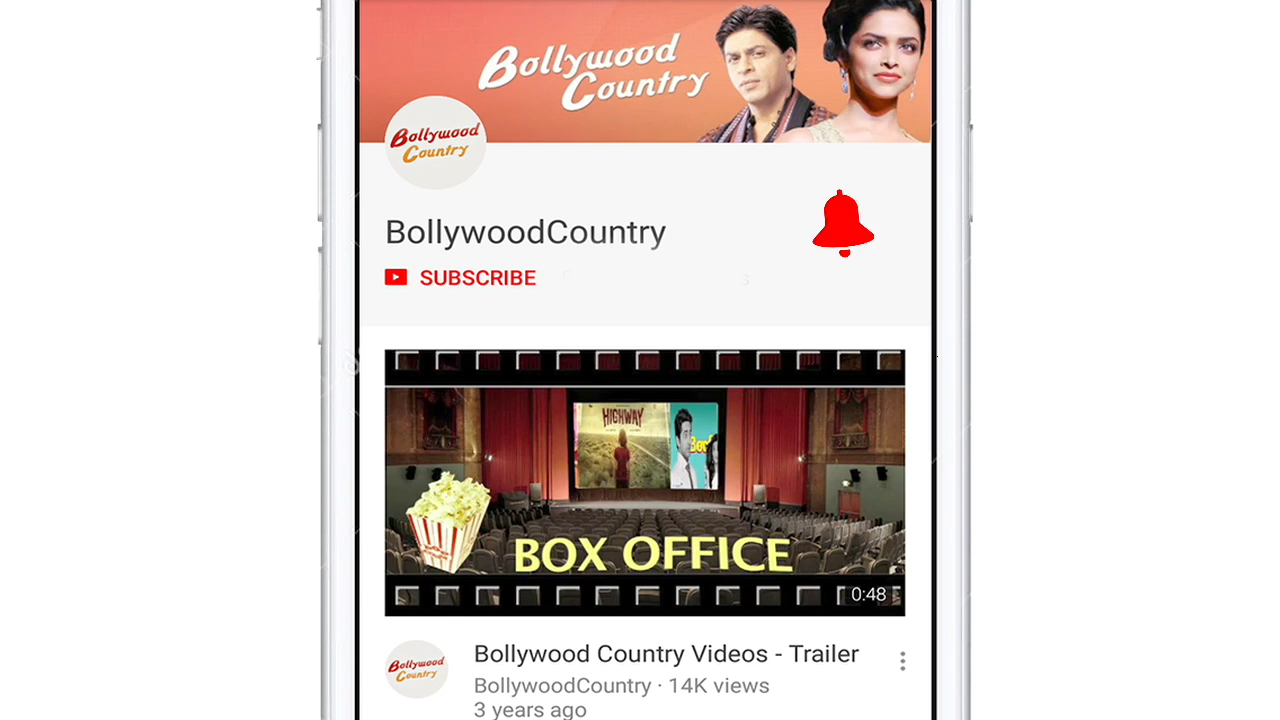 Bollywood
Country
Bollywood
Country
BollywoodCountry
SUBSCRIBE
HIGHWAY
BOX OFFICE
0:48
Bollywood
Country
Bollywood Country Videos - Trailer
BollywoodCountry · 14K views
3 years ago